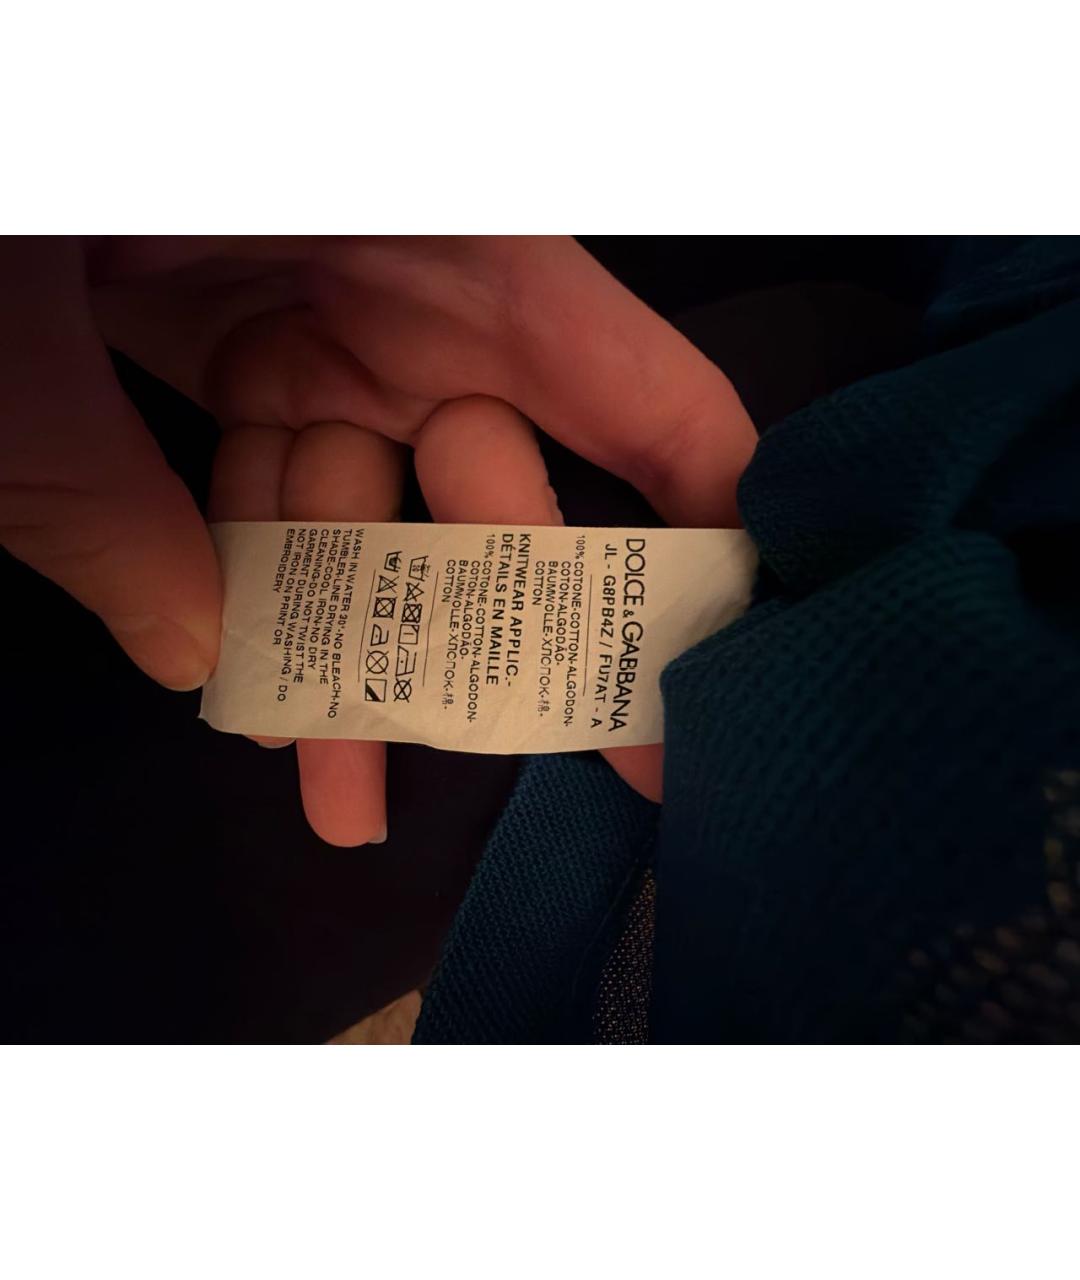 DOLCE & GABBANA
JL - G8PB4Z / FU7AT - A
100% COTONE-COTTON-ALGODON-
COTON-ALGODÃO-
BAUMWOLLE-ΧΛΟΠΟΚ-棉-
COTTON
KNITWEAR APPLIC.-
DÉTAILS EN MAILLE
100% COTONE-COTTON-ALGODON-
COTON-ALGODÃO-
BAUMWOLLE-ΧΛΟΠΟΚ-棉-
COTTON
WASH IN WATER 30°-NO BLEACH-NO
TUMBLER-LINE DRYING IN THE
SHADE-COOL IRON-NO DRY
CLEANING-DO NOT TWIST THE
GARMENT DURING WASHING / DO
NOT IRON ON PRINT OR
EMBROIDERY